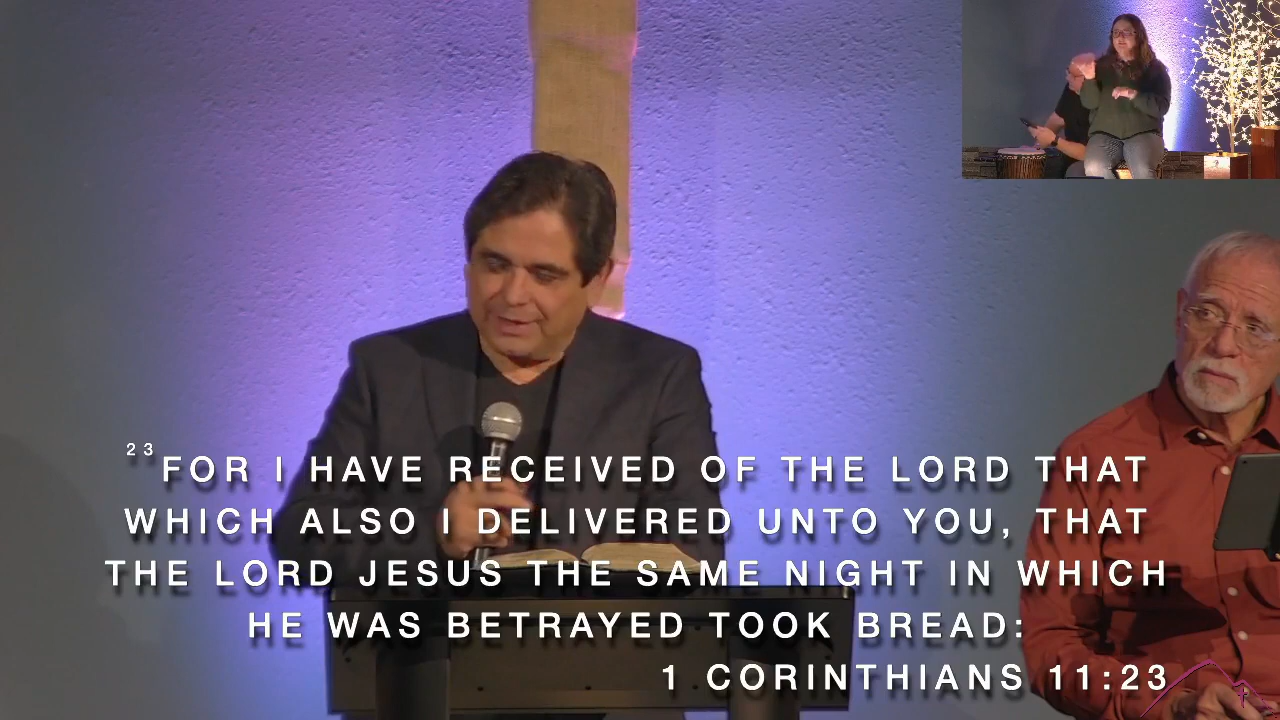 23 FOR I HAVE RECEIVED OF THE LORD THAT
WHICH ALSO I DELIVERED UNTO YOU, THAT
THE LORD JESUS THE SAME NIGHT IN WHICH
HE WAS BETRAYED TOOK BREAD:
1 CORINTHIANS 11:23